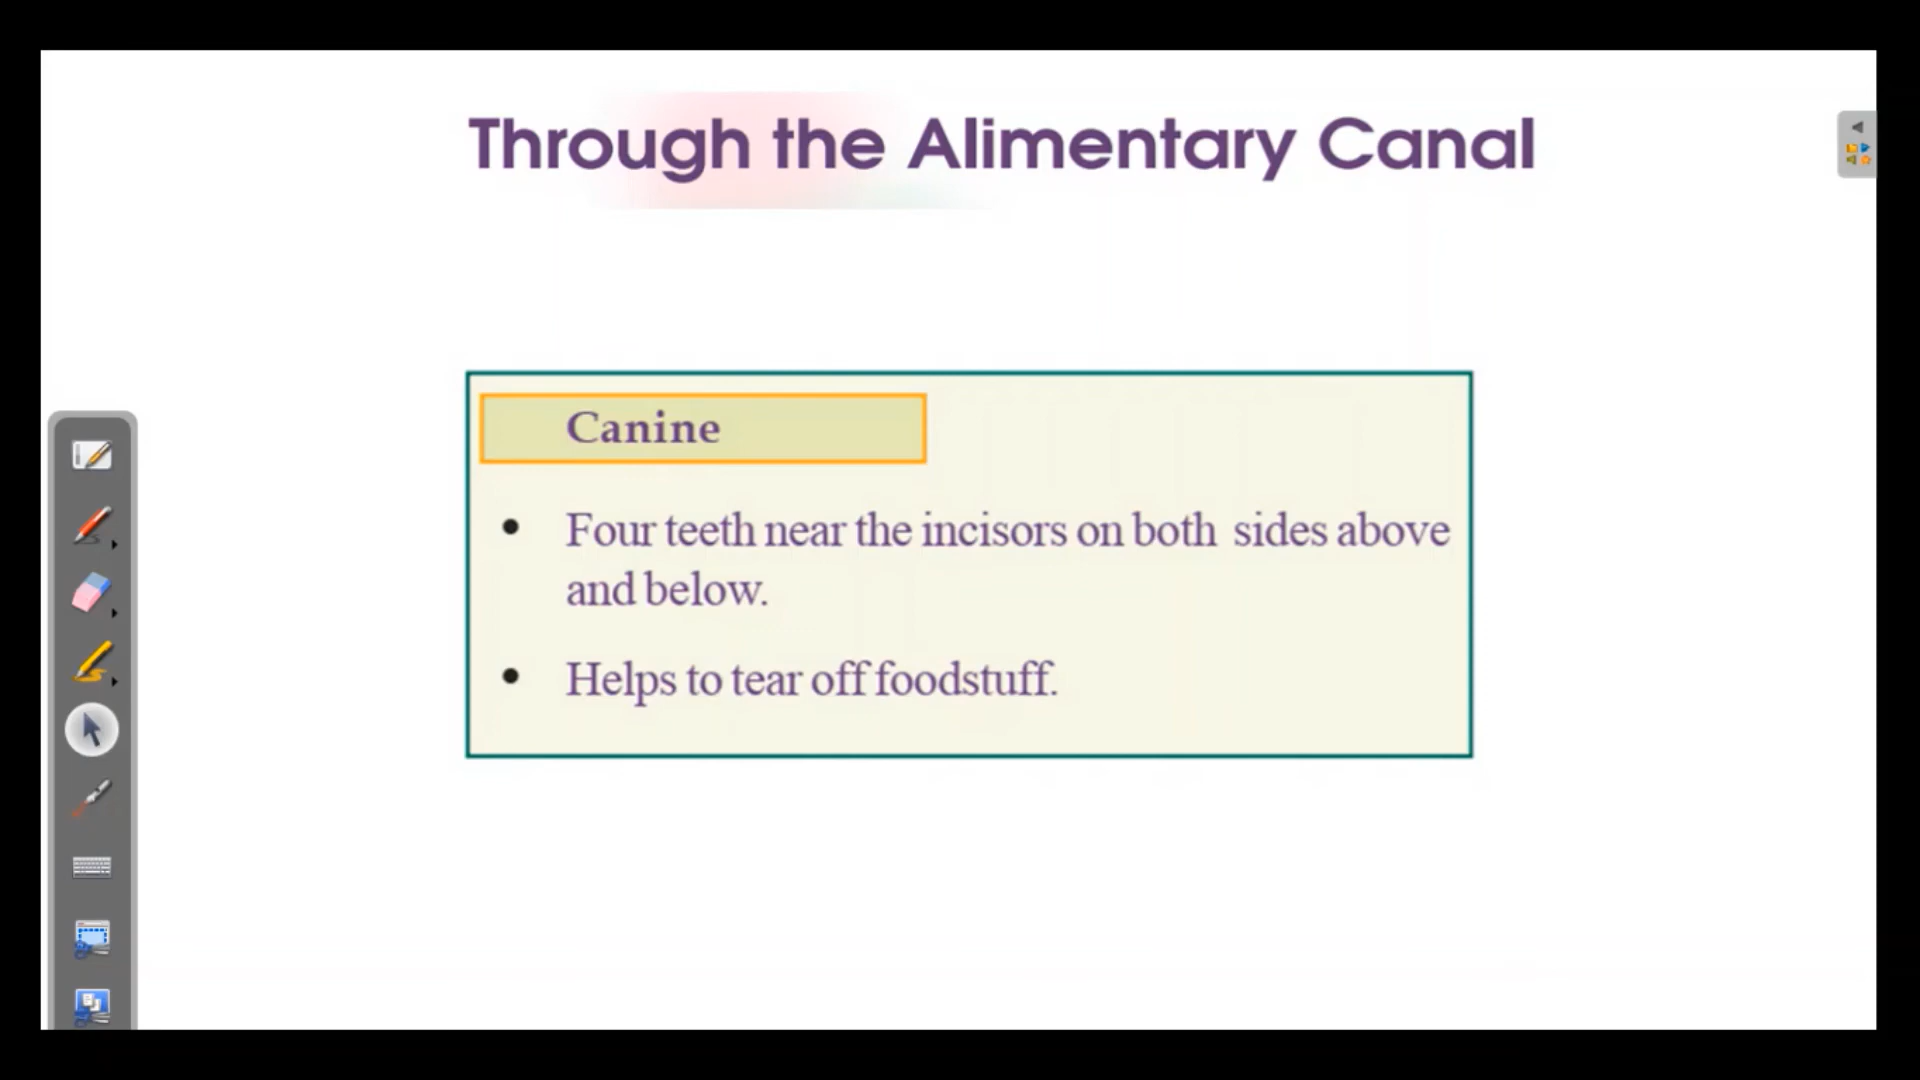 Through the Alimentary Canal
Canine
• Four teeth near the incisors on both sides above
and below.
• Helps to tear off foodstuff.